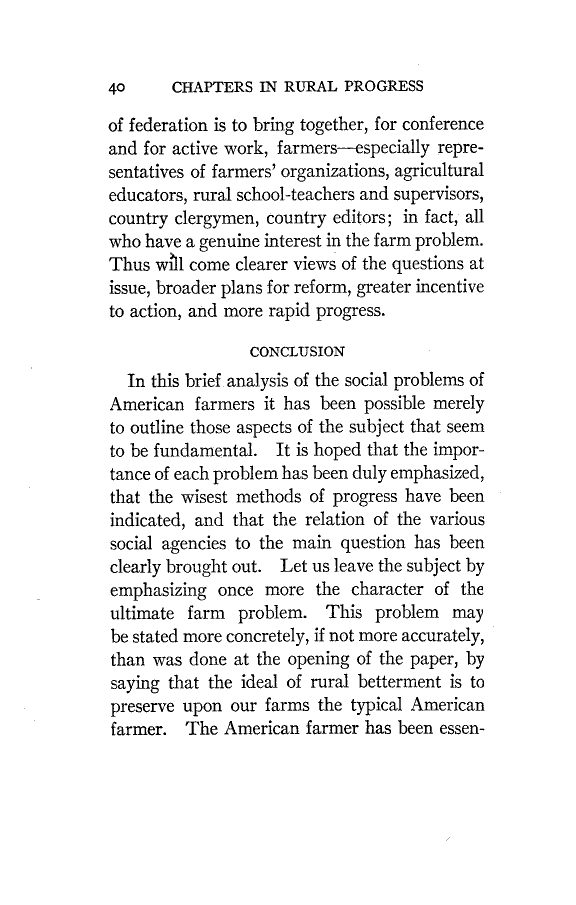 40 CHAPTERS IN RURAL PROGRESS
of federation is to bring together, for conference
and for active work, farmers—especially repre-
sentatives of farmers' organizations, agricultural
educators, rural school-teachers and supervisors,
country clergymen, country editors; in fact, all
who have a genuine interest in the farm problem.
Thus will come clearer views of the questions at
issue, broader plans for reform, greater incentive
to action, and more rapid progress.
CONCLUSION
In this brief analysis of the social problems of
American farmers it has been possible merely
to outline those aspects of the subject that seem
to be fundamental. It is hoped that the impor-
tance of each problem has been duly emphasized,
that the wisest methods of progress have been
indicated, and that the relation of the various
social agencies to the main question has been
clearly brought out. Let us leave the subject by
emphasizing once more the character of the
ultimate farm problem. This problem may
be stated more concretely, if not more accurately,
than was done at the opening of the paper, by
saying that the ideal of rural betterment is to
preserve upon our farms the typical American
farmer. The American farmer has been essen-